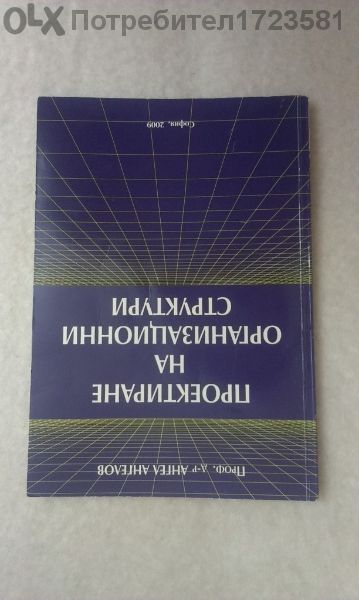 OLX Потребител1723581
Проф. д-р АНГЕЛ АНГЕЛОВ
ПРОЕКТИРАНЕ
НА
ОРГАНИЗАЦИОННИ
СТРУКТУРИ
София, 2009